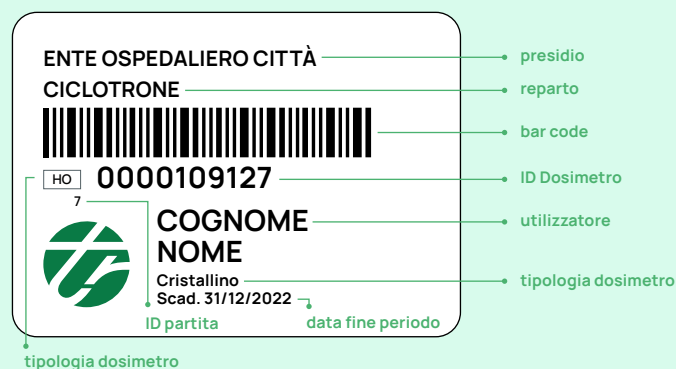 ENTE OSPEDALIERO CITTÀ
presidio
CICLOTRONE
reparto
bar code
HO
0000109127
ID Dosimetro
7
COGNOME
utilizzatore
NOME
Cristallino
tipologia dosimetro
Scad. 31/12/2022
ID partita
data fine periodo
tipologia dosimetro